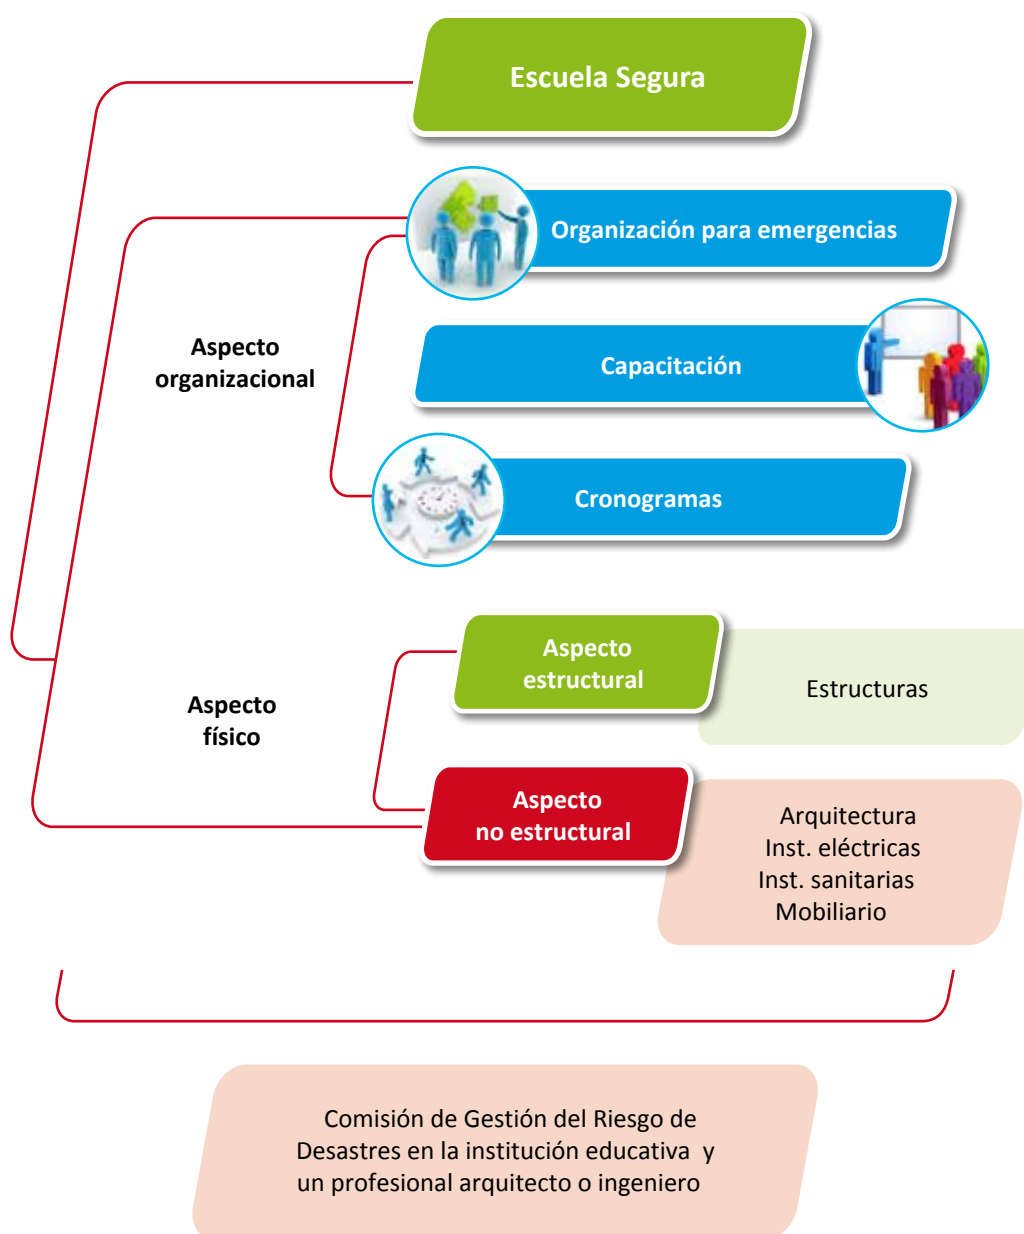 Escuela Segura
Organización para emergencias
Aspecto
organizacional
Capacitación
Cronogramas
Aspecto
físico
Aspecto
estructural
Estructuras
Aspecto
no estructural
Arquitectura
Inst. eléctricas
Inst. sanitarias
Mobiliario
Comisión de Gestión del Riesgo de
Desastres en la institución educativa y
un profesional arquitecto o ingeniero